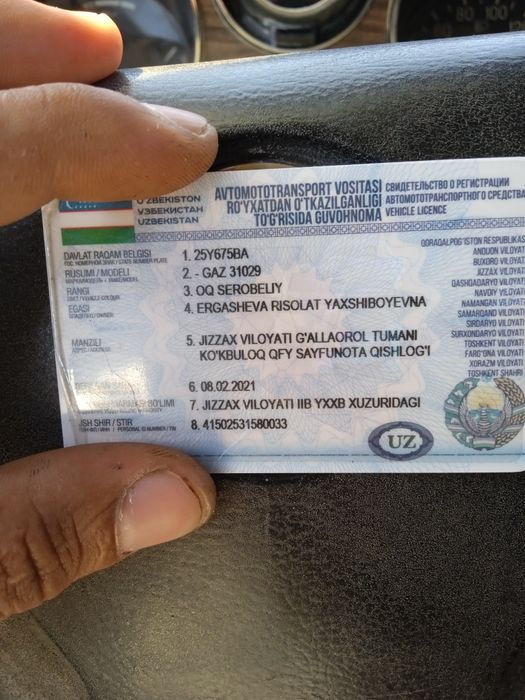 O'ZBEKISTON
УЗБЕКИСТАН
UZBEKISTAN
AVTOMOTOTRANSPORT VOSITASI
RO'YXATDAN O'TKAZILGANLIGI
TO'G'RISIDA GUVOHNOMA
СВИДЕТЕЛЬСТВО О РЕГИСТРАЦИИ
АВТОМОТОТРАНСПОРТНОГО СРЕДСТВА
VEHICLE LICENCE
DAVLAT RAQAM BELGISI 1. 25Y675BA
RUSUMI / MODELI 2. - GAZ 31029
RANGI 3. OQ SEROBELIY
EGASI 4. ERGASHEVA RISOLAT YAXSHIBOYEVNA
MANZILI 5. JIZZAX VILOYATI G'ALLAOROL TUMANI
KO'KBULOQ QFY SAYFUNOTA QISHLOG'I
6. 08.02.2021
7. JIZZAX VILOYATI IIB YXXB XUZURIDAGI
JSH SHIR / STIR 8. 41502531580033
QORAQALPOG'ISTON RESPUBLIKAS
ANDIJON VILOYATI
BUXORO VILOYATI
JIZZAX VILOYATI
QASHQADARYO VILOYATI
NAVOIY VILOYATI
NAMANGAN VILOYATI
SAMARQAND VILOYATI
SIRDARYO VILOYATI
SURXONDARYO VILOYATI
TOSHKENT VILOYATI
FARG'ONA VILOYATI
XORAZM VILOYATI
TOSHKENT SHAHRI
UZ
80 100